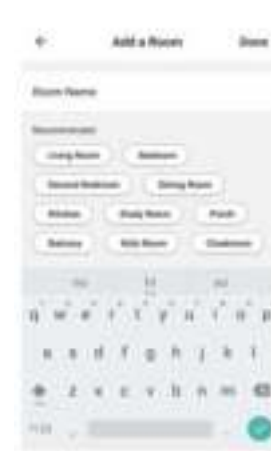 Add a Room Done
Room Name
Recommended
Living Room Bedroom
Second Bedroom Dining Room
Kitchen Study Room Porch
Balcony Kids Room Cloakroom
q w e r t y u i o p
a s d f g h j k l
z x c v b n m